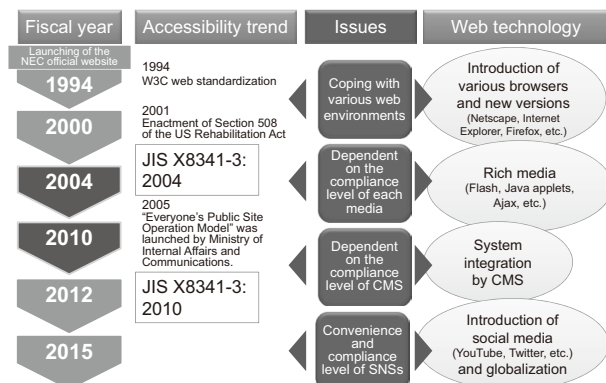 Fiscal year
Accessibility trend
Issues
Web technology
Launching of the
NEC official website
1994
2000
2004
2010
2012
2015
1994
W3C web standardization
2001
Enactment of Section 508
of the US Rehabilitation Act
JIS X8341-3:
2004
2005
“Everyone’s Public Site
Operation Model” was
launched by Ministry of
Internal Affairs and
Communications.
JIS X8341-3:
2010
Coping with
various web
environments
Dependent
on the
compliance
level of each
media
Dependent
on the
compliance
level of CMS
Convenience
and
compliance
level of SNSs
Introduction of
various browsers
and new versions
(Netscape, Internet
Explorer, Firefox, etc.)
Rich media
(Flash, Java applets,
Ajax, etc.)
System
integration
by CMS
Introduction of
social media
(YouTube, Twitter, etc.)
and globalization